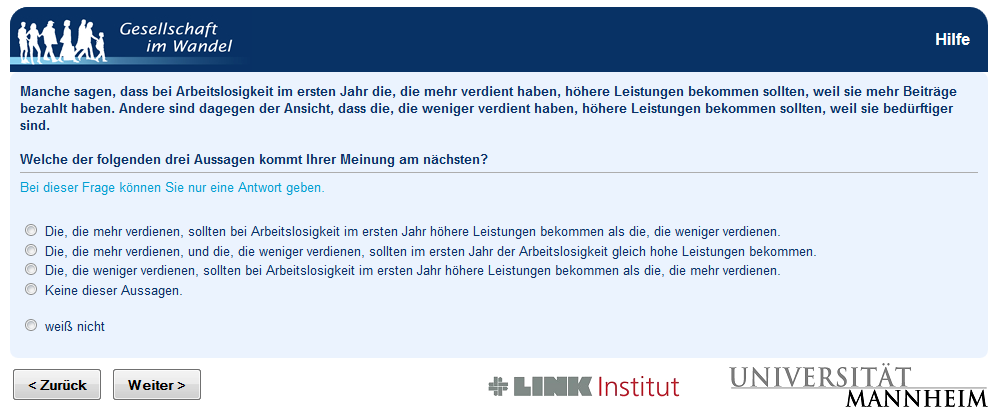 Gesellschaft
im Wandel
Hilfe
Manche sagen, dass bei Arbeitslosigkeit im ersten Jahr die, die mehr verdient haben, höhere Leistungen bekommen sollten, weil sie mehr Beiträge
bezahlt haben. Andere sind dagegen der Ansicht, dass die, die weniger verdient haben, höhere Leistungen bekommen sollten, weil sie bedürftiger
sind.
Welche der folgenden drei Aussagen kommt Ihrer Meinung am nächsten?
Bei dieser Frage können Sie nur eine Antwort geben.
Die, die mehr verdienen, sollten bei Arbeitslosigkeit im ersten Jahr höhere Leistungen bekommen als die, die weniger verdienen.
Die, die mehr verdienen, und die, die weniger verdienen, sollten im ersten Jahr der Arbeitslosigkeit gleich hohe Leistungen bekommen.
Die, die weniger verdienen, sollten bei Arbeitslosigkeit im ersten Jahr höhere Leistungen bekommen als die, die mehr verdienen.
Keine dieser Aussagen.
weiß nicht
< Zurück Weiter >
LINK Institut
UNIVERSITÄT
MANNHEIM